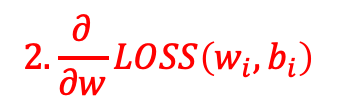 2. ∂/∂w LOSS(wᵢ, bᵢ)